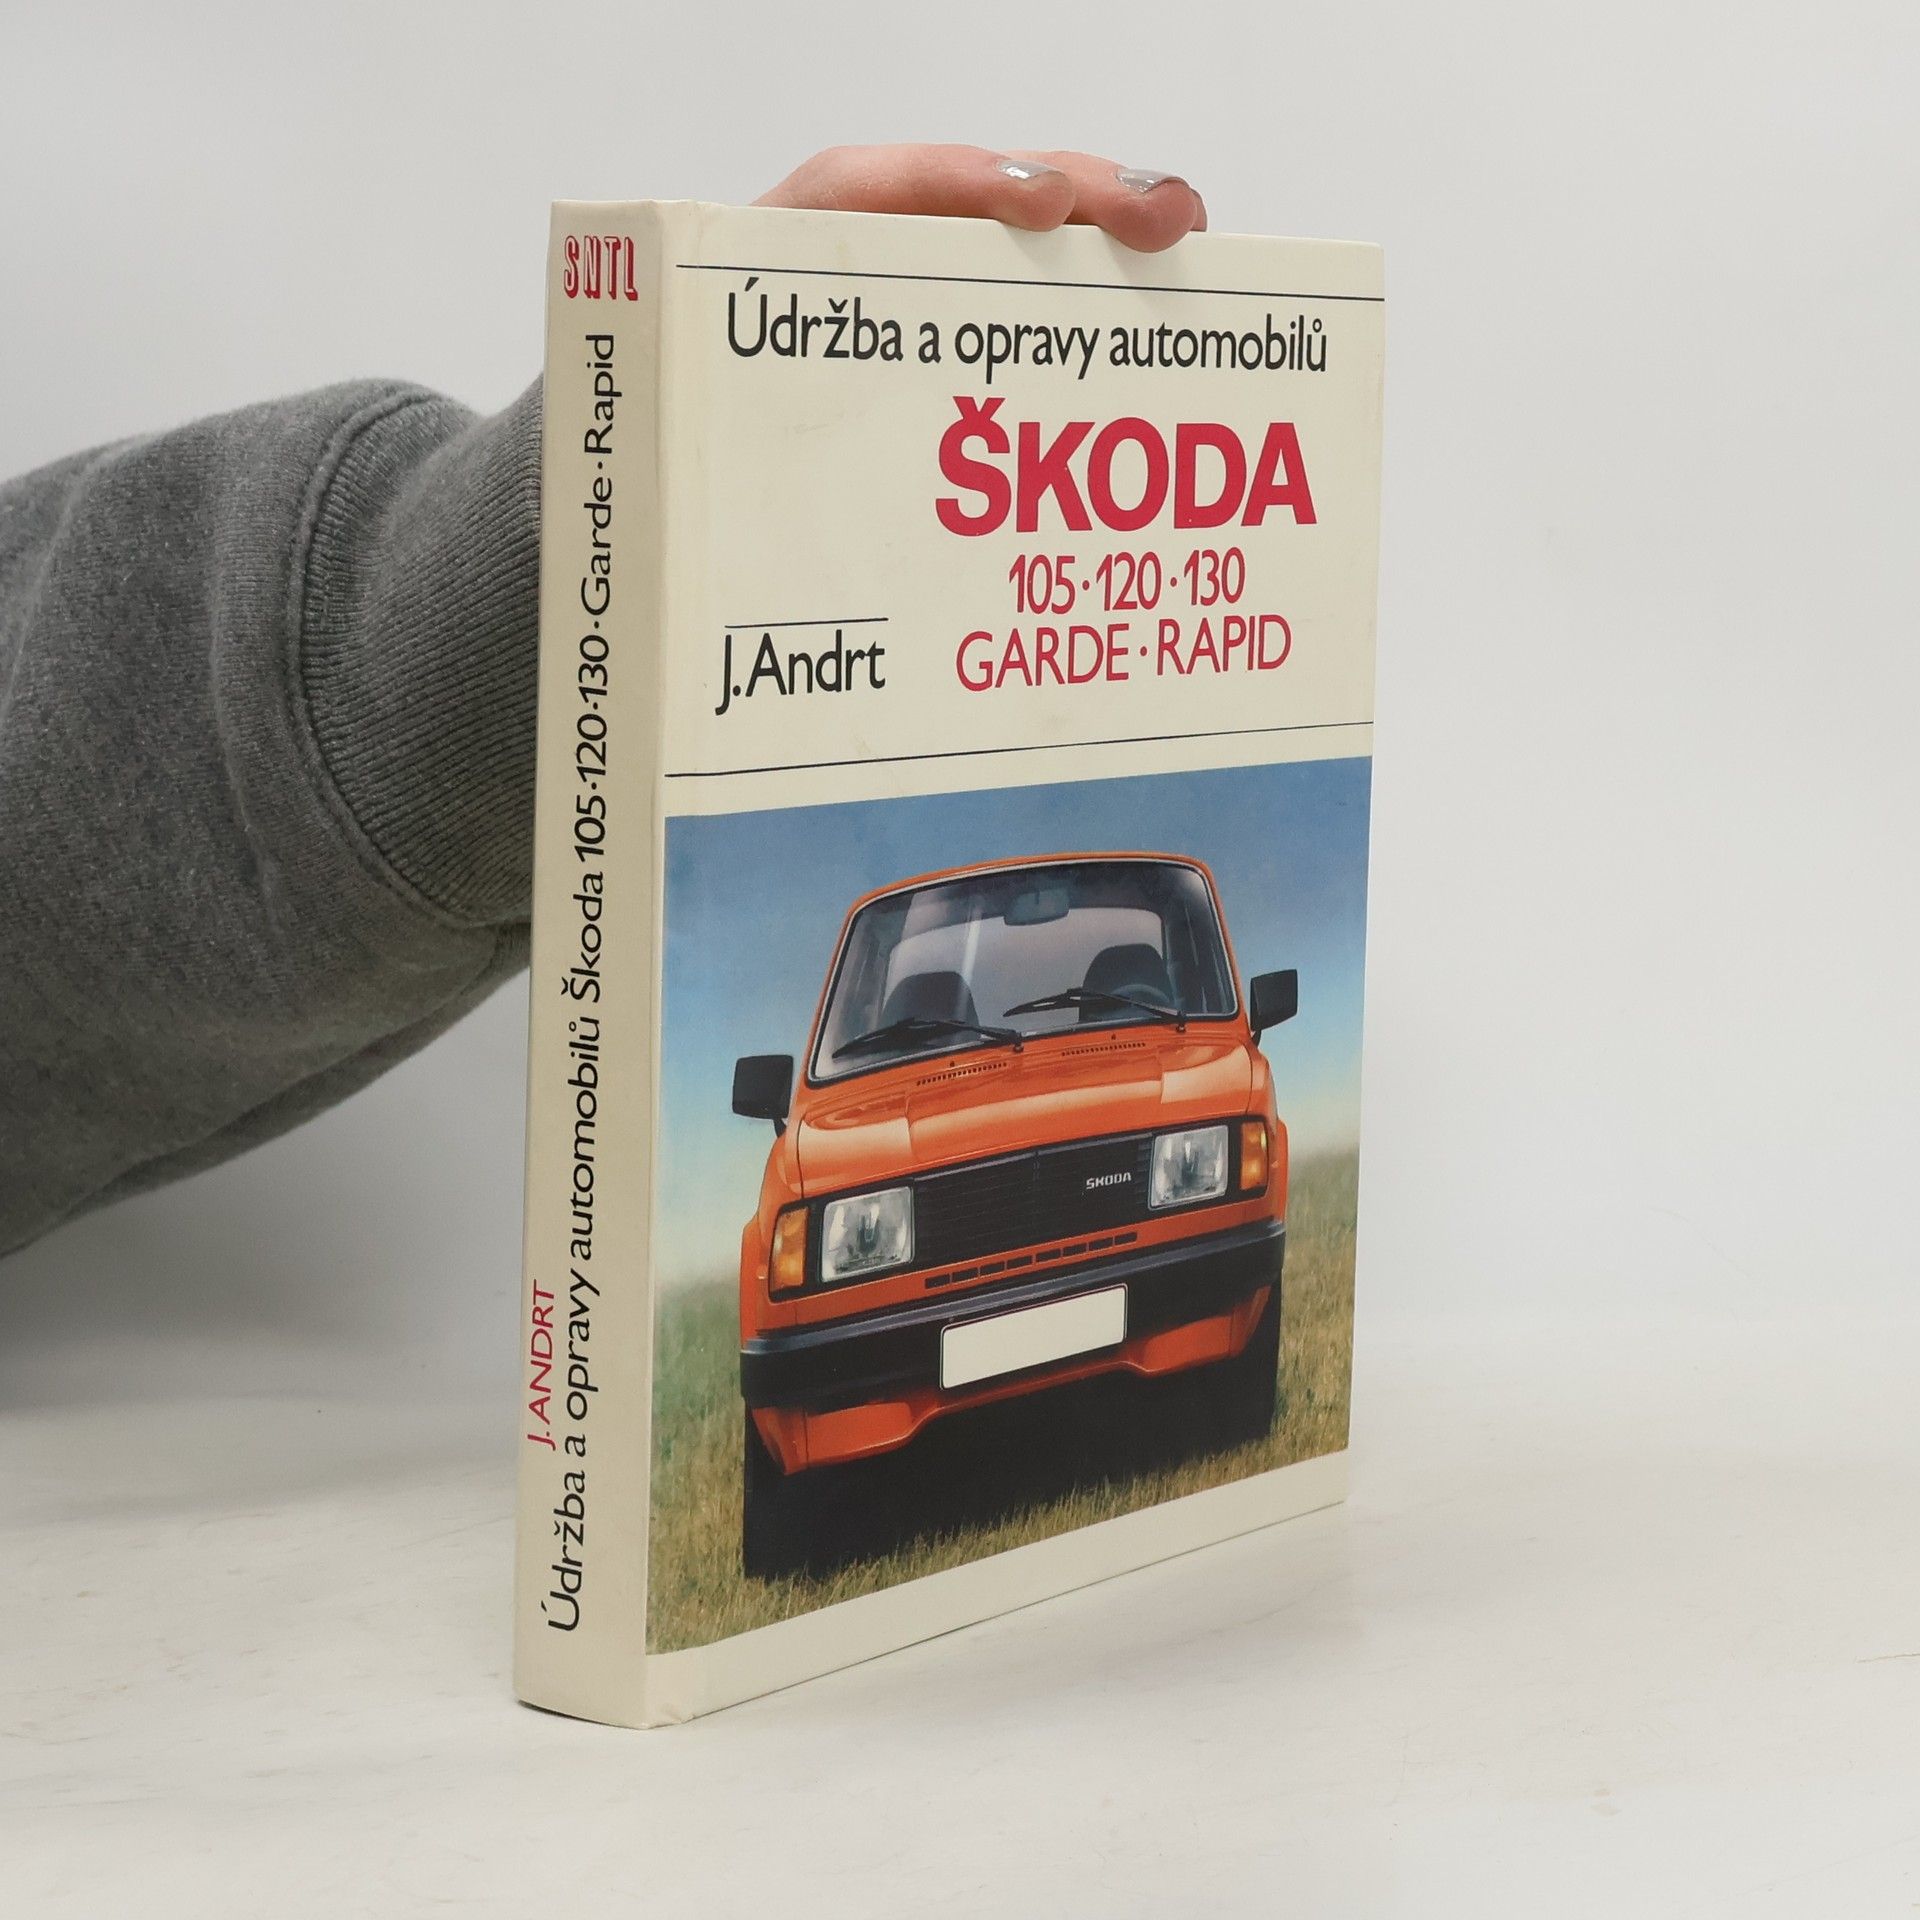 SNTL
J. ANDRT
Údržba a opravy automobilů Škoda 105·120·130·Garde·Rapid
Údržba a opravy automobilů
ŠKODA
105·120·130
GARDE·RAPID
J. Andrt
ŠKODA